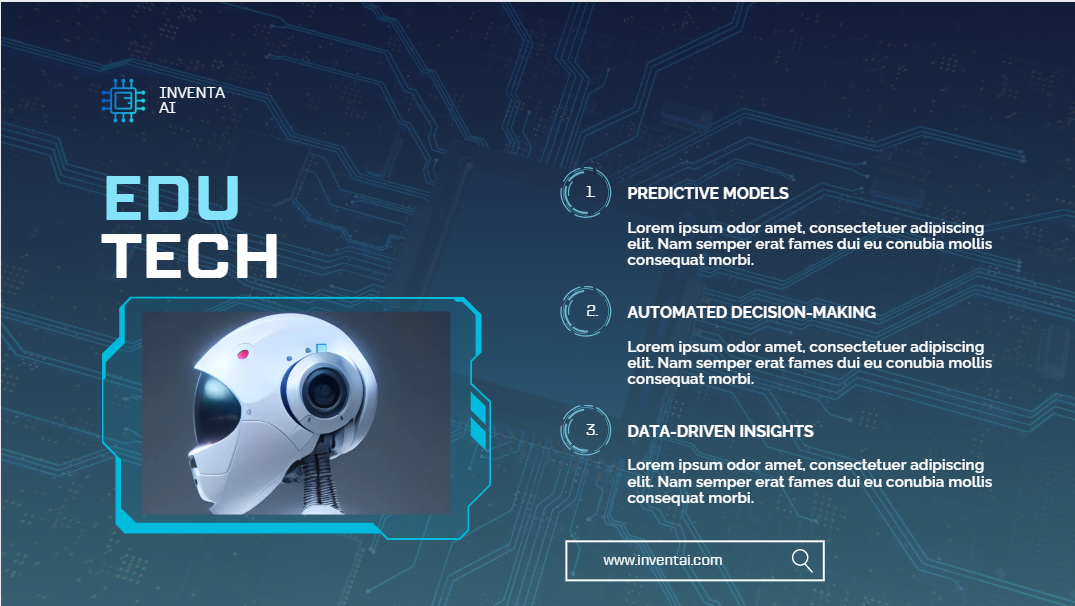 INVENTA
AI
EDU
TECH
1.
PREDICTIVE MODELS
Lorem ipsum odor amet, consectetuer adipiscing
elit. Nam semper erat fames dui eu conubia mollis
consequat morbi.
2.
AUTOMATED DECISION-MAKING
Lorem ipsum odor amet, consectetuer adipiscing
elit. Nam semper erat fames dui eu conubia mollis
consequat morbi.
3.
DATA-DRIVEN INSIGHTS
Lorem ipsum odor amet, consectetuer adipiscing
elit. Nam semper erat fames dui eu conubia mollis
consequat morbi.
www.inventai.com